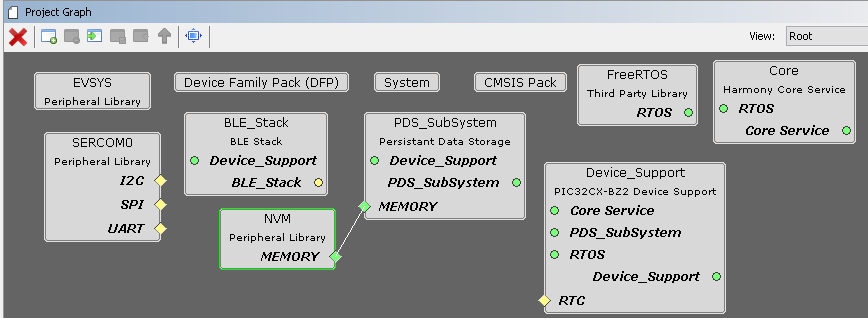 Project Graph
View:
Root
EVSYS
Peripheral Library
Device Family Pack (DFP)
System
CMSIS Pack
FreeRTOS
Third Party Library
RTOS
Core
Harmony Core Service
RTOS
Core Service
SERCOM0
Peripheral Library
I2C
SPI
UART
BLE_Stack
BLE Stack
Device_Support
BLE_Stack
PDS_SubSystem
Persistant Data Storage
Device_Support
PDS_SubSystem
MEMORY
NVM
Peripheral Library
MEMORY
Device_Support
PIC32CX-BZ2 Device Support
Core Service
PDS_SubSystem
RTOS
Device_Support
RTC